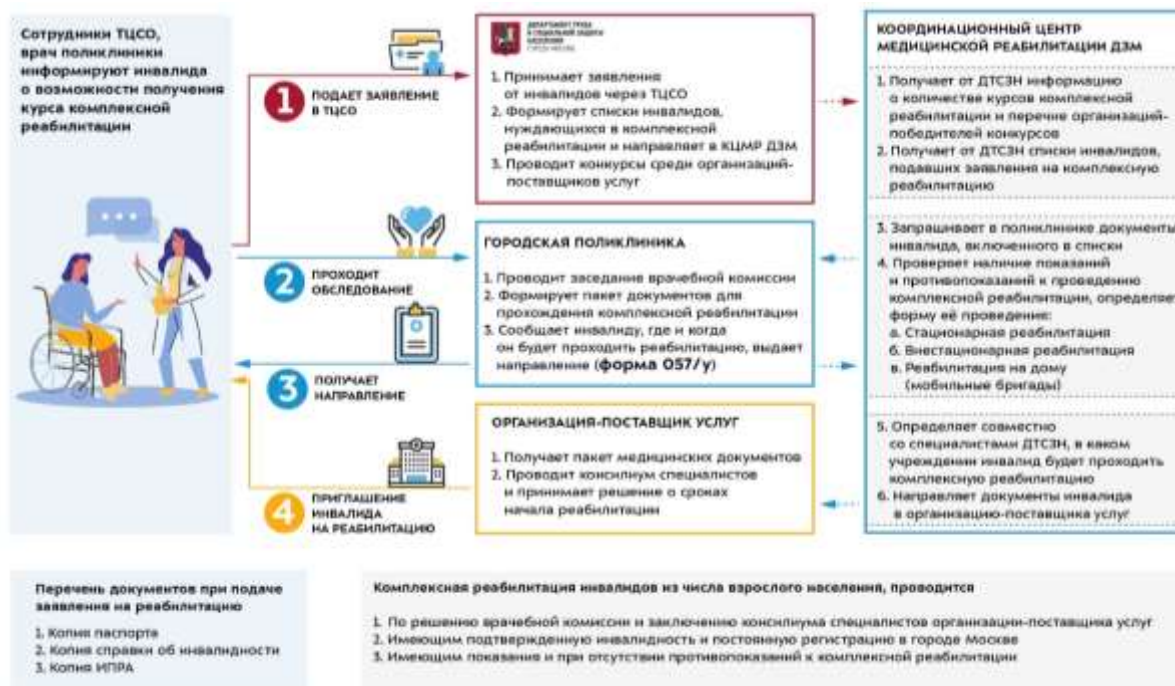 Сотрудники ТЦСО,
врач поликлиники
информируют инвалида
о возможности получения
курса комплексной
реабилитации
1
ПОДАЕТ ЗАЯВЛЕНИЕ
В ТЦСО
2
ПРОХОДИТ
ОБСЛЕДОВАНИЕ
3
ПОЛУЧАЕТ
НАПРАВЛЕНИЕ
4
ПРИГЛАШЕНИЕ
ИНВАЛИДА
НА РЕАБИЛИТАЦИЮ
ДЕПАРТАМЕНТ ТРУДА
И СОЦИАЛЬНОЙ ЗАЩИТЫ
НАСЕЛЕНИЯ
ГОРОДА МОСКВЫ
1. Принимает заявления
от инвалидов через ТЦСО
2. Формирует списки инвалидов,
нуждающихся в комплексной
реабилитации и направляет в КЦМР ДЗМ
3. Проводит конкурсы среди организаций-
поставщиков услуг
ГОРОДСКАЯ ПОЛИКЛИНИКА
1. Проводит заседание врачебной комиссии
2. Формирует пакет документов для
прохождения комплексной реабилитации
3. Сообщает инвалиду, где и когда
он будет проходить реабилитацию, выдает
направление (форма 057/у)
ОРГАНИЗАЦИЯ-ПОСТАВЩИК УСЛУГ
1. Получает пакет медицинских документов
2. Проводит консилиум специалистов
и принимает решение о сроках
начала реабилитации
КООРДИНАЦИОННЫЙ ЦЕНТР
МЕДИЦИНСКОЙ РЕАБИЛИТАЦИИ ДЗМ
1. Получает от ДТСЗН информацию
о количестве курсов комплексной
реабилитации и перечне организаций-
победителей конкурсов
2. Получает от ДТСЗН списки инвалидов,
подавших заявления на комплексную
реабилитацию
3. Запрашивает в поликлинике документы
инвалида, включенного в списки
4. Проверяет наличие показаний
и противопоказаний к проведению
комплексной реабилитации, определяет
форму её проведения:
а. Стационарная реабилитация
б. Внестационарная реабилитация
в. Реабилитация на дому
(мобильные бригады)
5. Определяет совместно
со специалистами ДТСЗН, в каком
учреждении инвалид будет проходить
комплексную реабилитацию
6. Направляет документы инвалида
в организацию-поставщика услуг
Перечень документов при подаче
заявления на реабилитацию
1. Копия паспорта
2. Копия справки об инвалидности
3. Копия ИПРА
Комплексная реабилитация инвалидов из числа взрослого населения, проводится
1. По решению врачебной комиссии и заключению консилиума специалистов организации-поставщика услуг
2. Имеющим подтвержденную инвалидность и постоянную регистрацию в городе Москве
3. Имеющим показания и при отсутствии противопоказаний к комплексной реабилитации